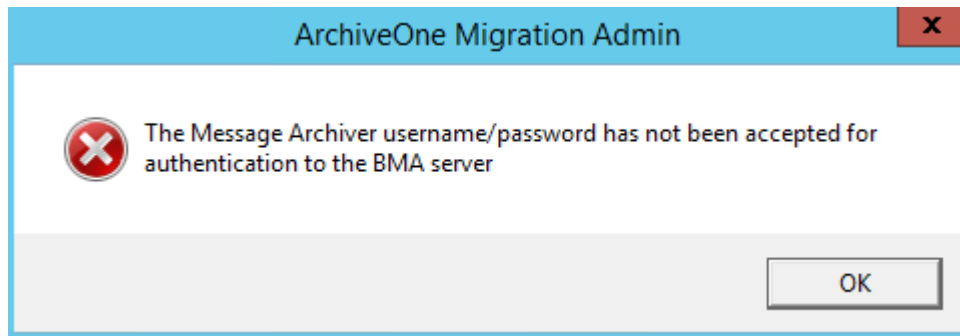 ArchiveOne Migration Admin
x
The Message Archiver username/password has not been accepted for
authentication to the BMA server
OK